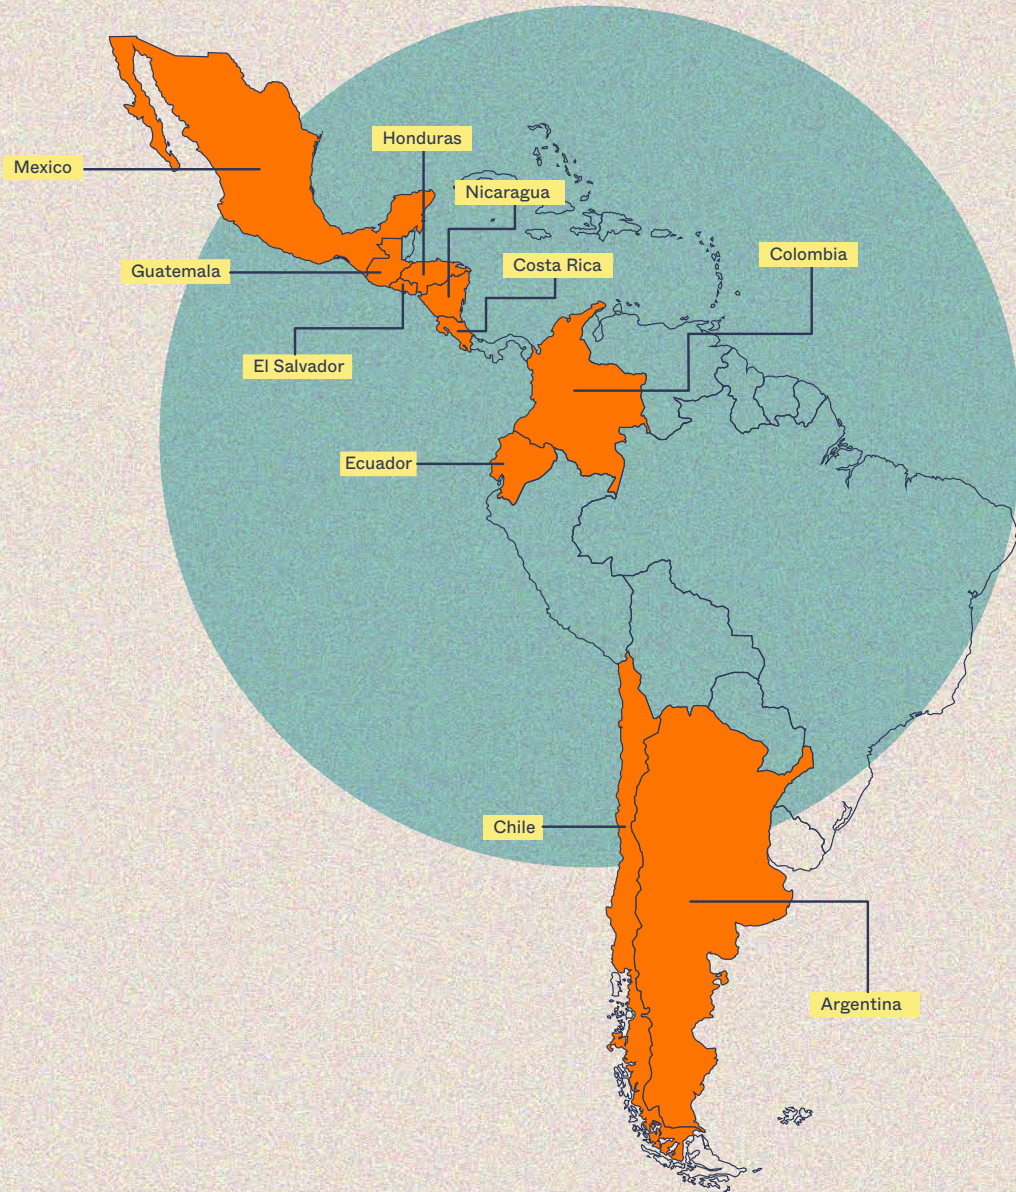 Honduras
Mexico
Nicaragua
Colombia
Costa Rica
Guatemala
El Salvador
Ecuador
Chile
Argentina